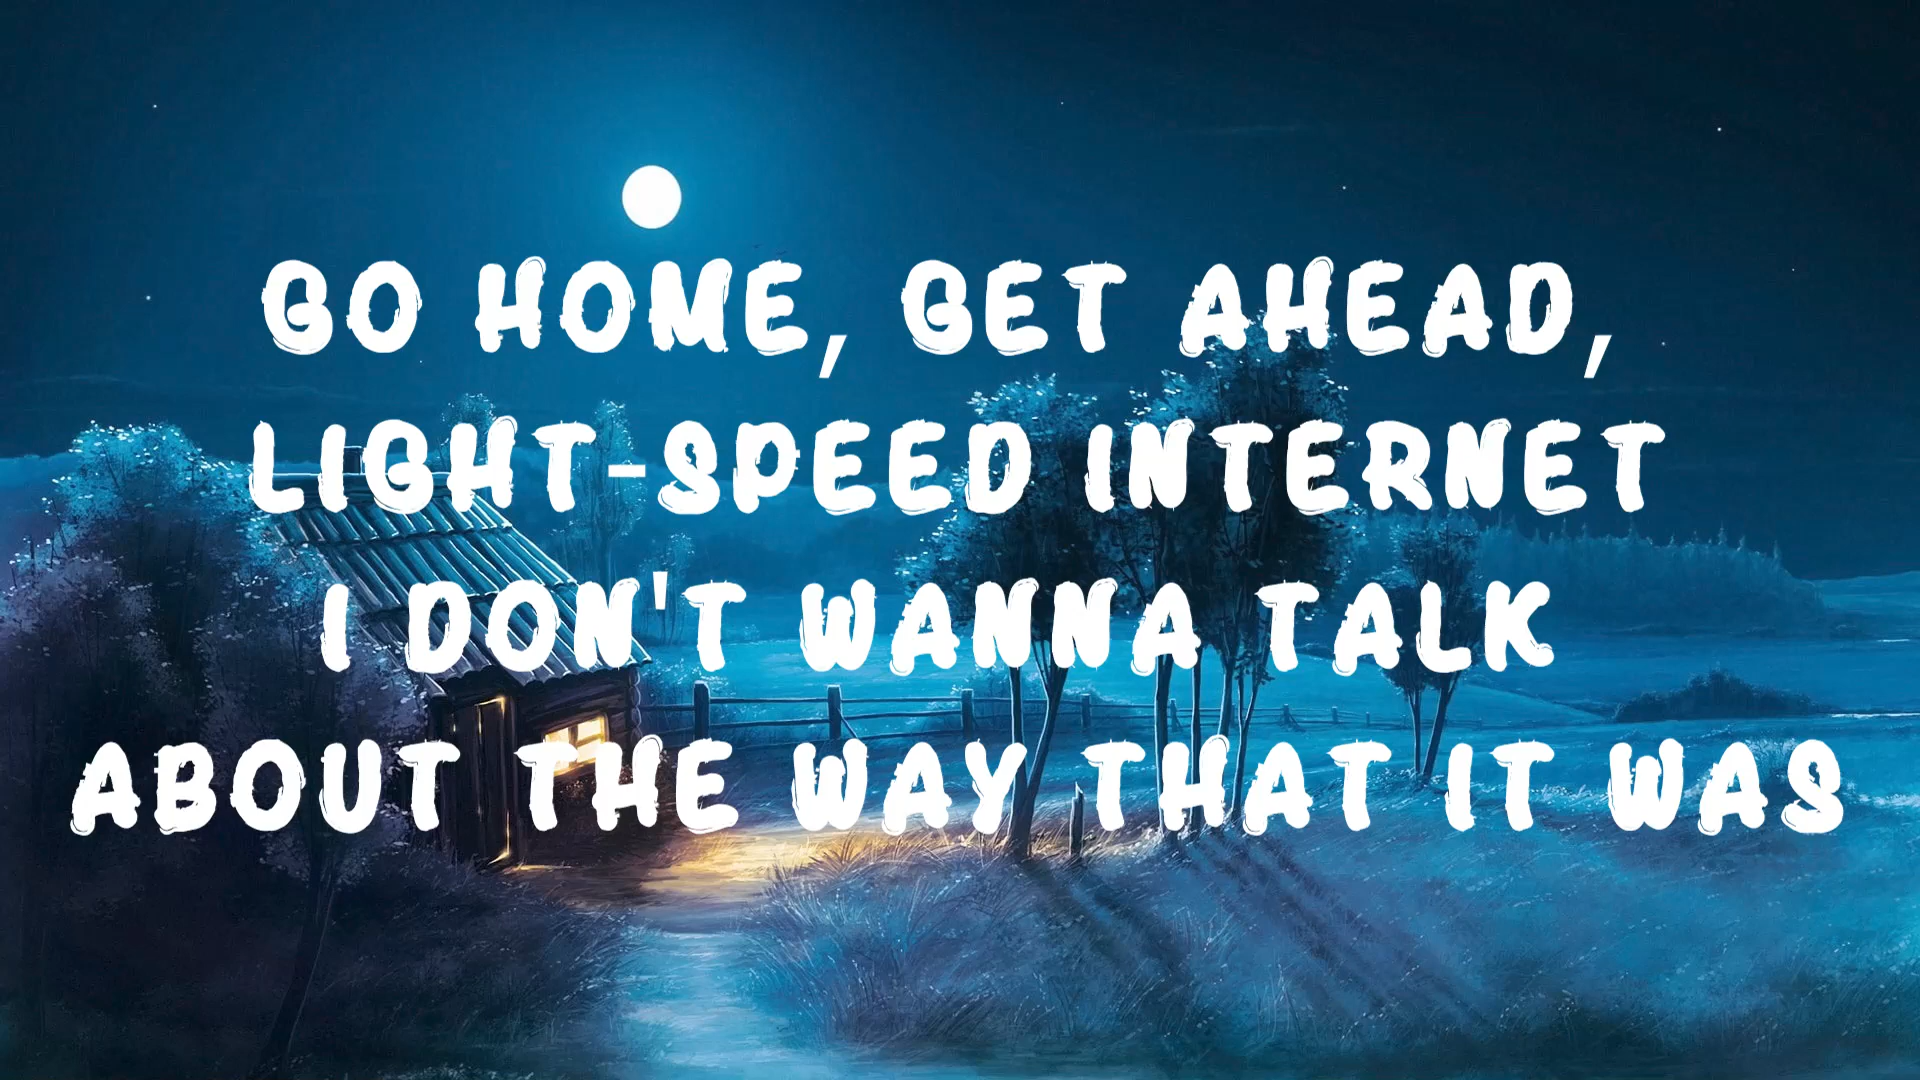 GO HOME, GET AHEAD,
LIGHT-SPEED INTERNET
I DON'T WANNA TALK
ABOUT THE WAY THAT IT WAS